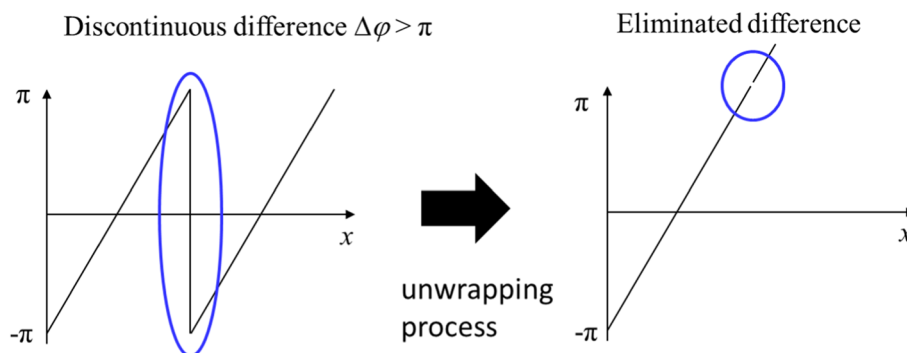 Discontinuous difference Δφ > π
Eliminated difference
π
x
-π
unwrapping
process
π
x
-π